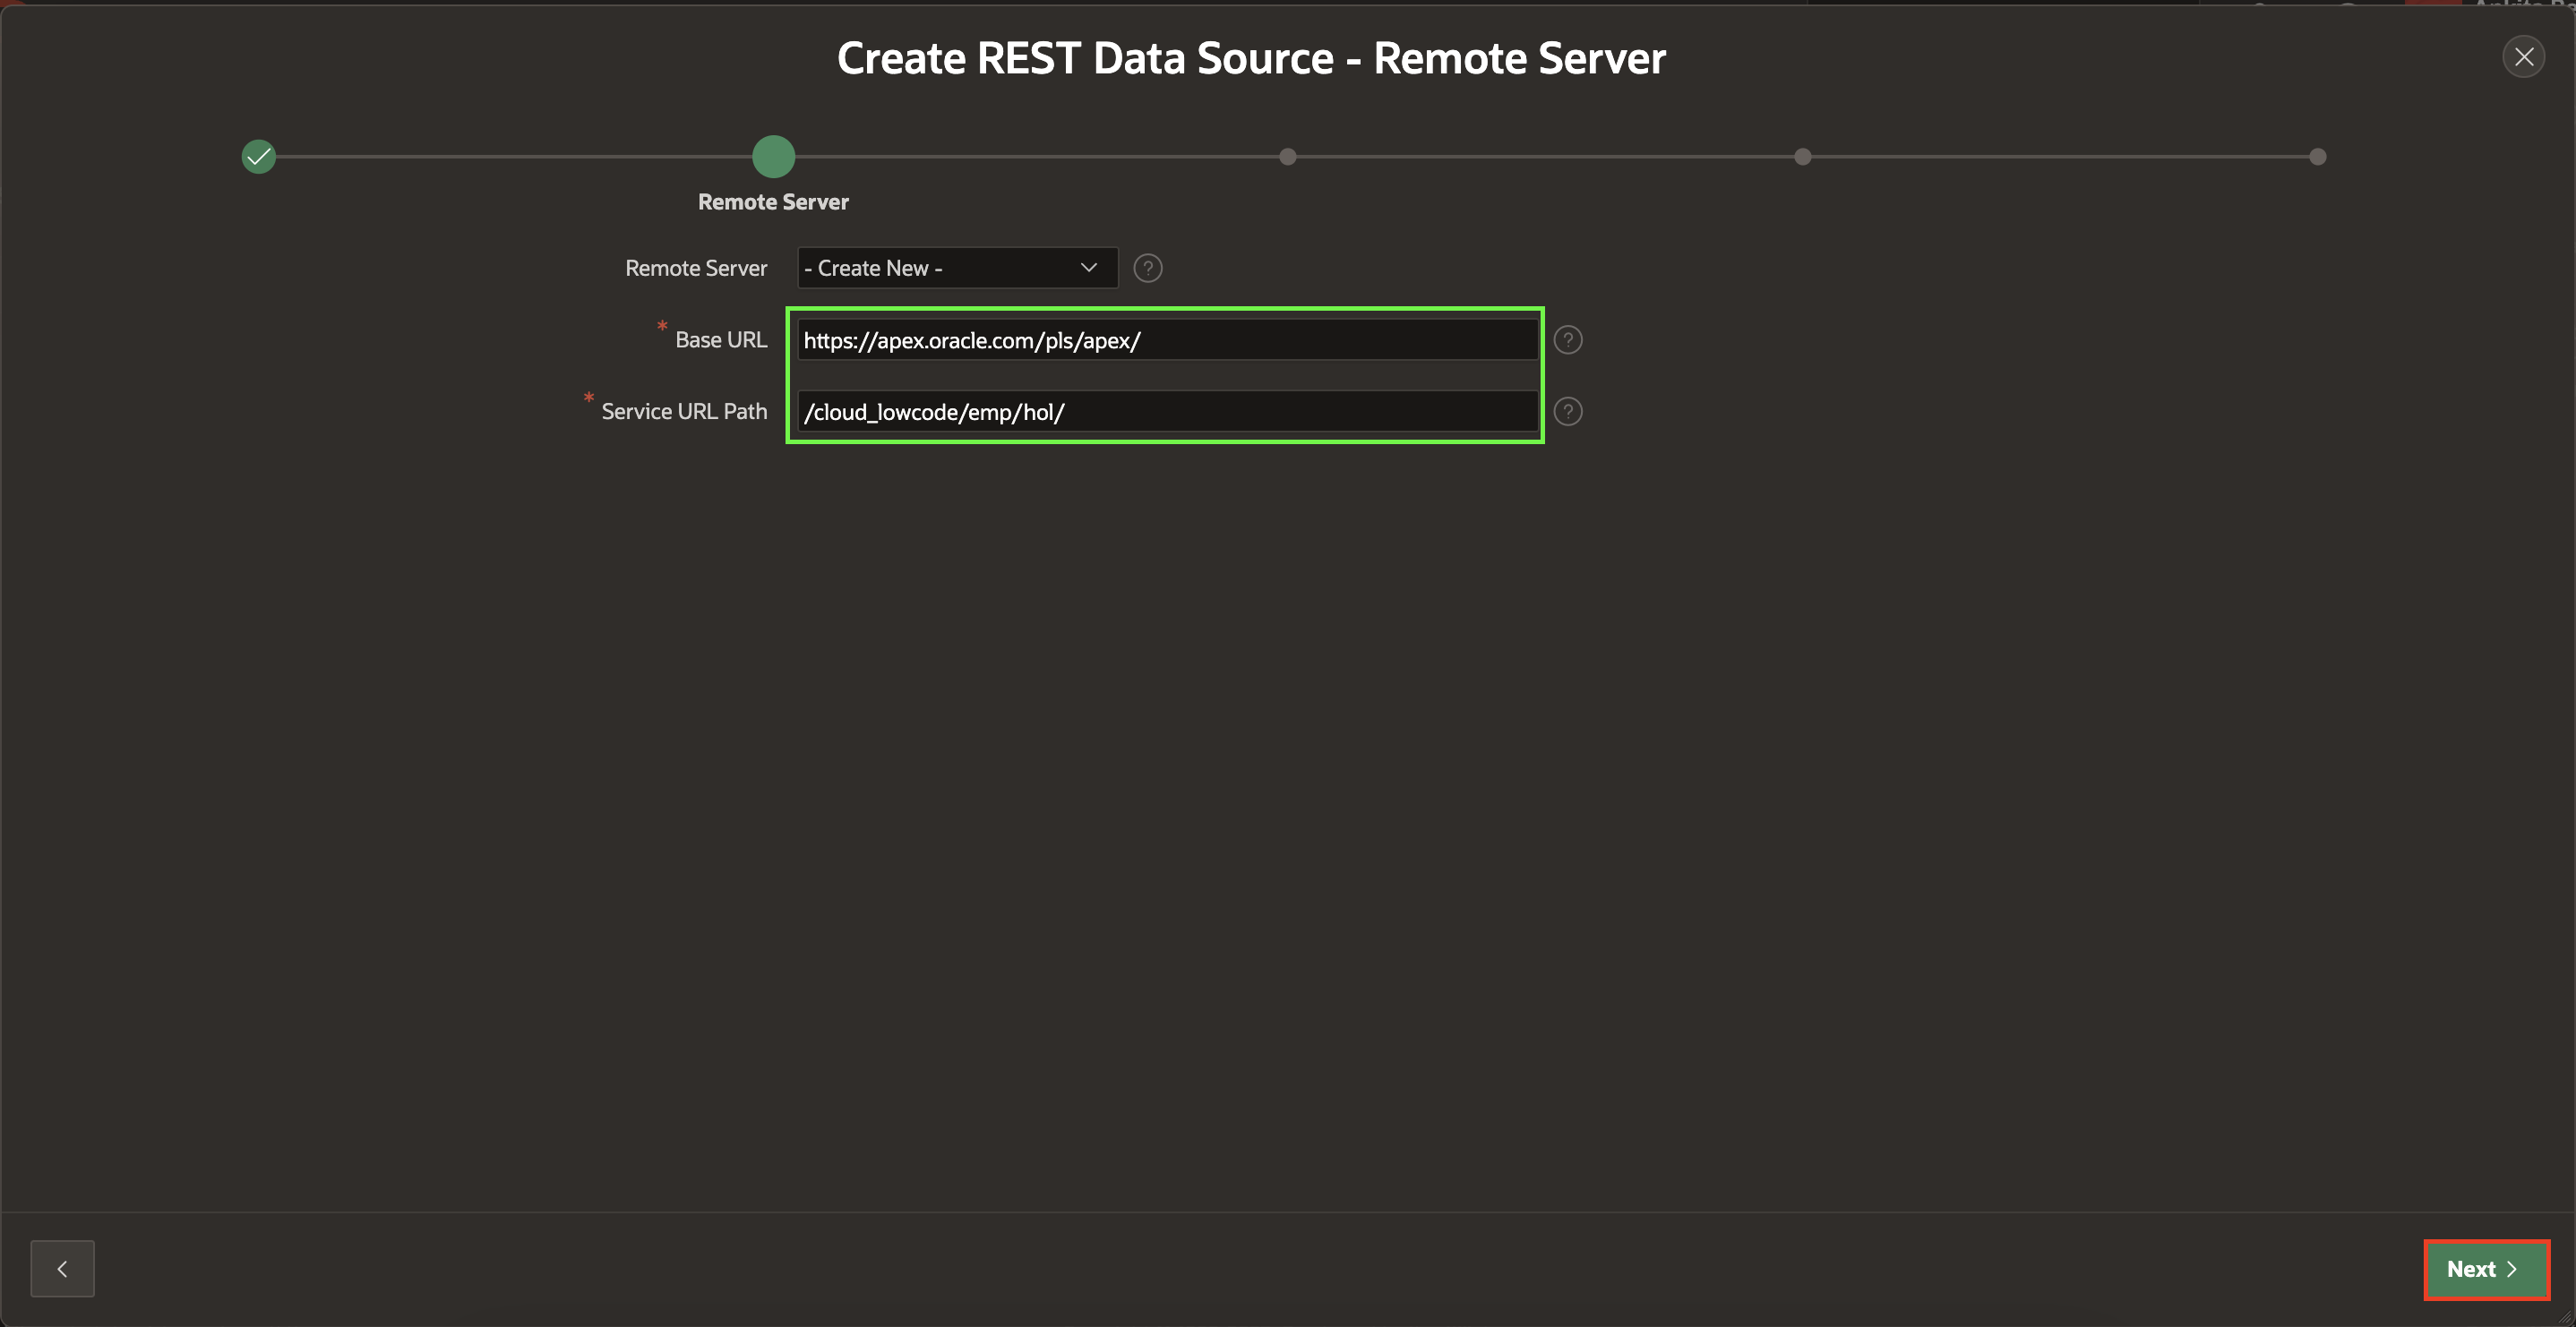 Create REST Data Source - Remote Server
Remote Server
Remote Server - Create New -
* Base URL https://apex.oracle.com/pls/apex/
* Service URL Path /cloud_lowcode/emp/hol/
Next